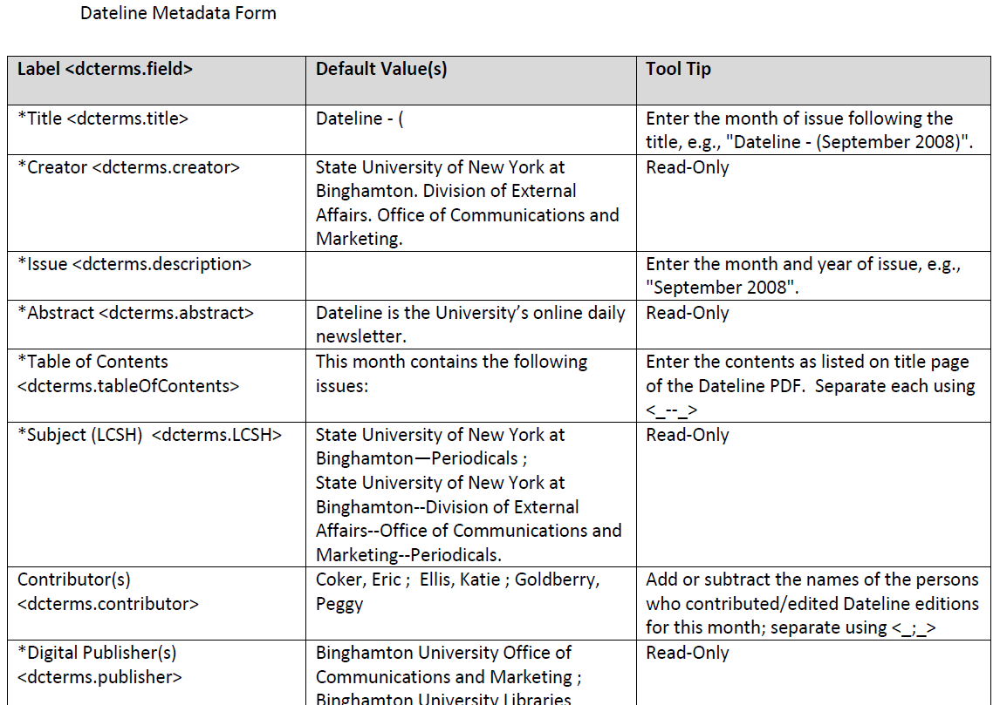 Dateline Metadata Form
Label <dcterms.field>
Default Value(s)
Tool Tip
*Title <dcterms.title>
Dateline - (
Enter the month of issue following the
title, e.g., "Dateline - (September 2008)".
*Creator <dcterms.creator>
State University of New York at
Binghamton. Division of External
Affairs. Office of Communications and
Marketing.
Read-Only
*Issue <dcterms.description>
Enter the month and year of issue, e.g.,
"September 2008".
*Abstract <dcterms.abstract>
Dateline is the University’s online daily
newsletter.
Read-Only
*Table of Contents
<dcterms.tableOfContents>
This month contains the following
issues:
Enter the contents as listed on title page
of the Dateline PDF.  Separate each using
<_--_>
*Subject (LCSH)  <dcterms.LCSH>
State University of New York at
Binghamton—Periodicals ;
State University of New York at
Binghamton--Division of External
Affairs--Office of Communications and
Marketing--Periodicals.
Read-Only
Contributor(s)
<dcterms.contributor>
Coker, Eric ;  Ellis, Katie ; Goldberry,
Peggy
Add or subtract the names of the persons
who contributed/edited Dateline editions
for this month; separate using <_;_>
*Digital Publisher(s)
<dcterms.publisher>
Binghamton University Office of
Communications and Marketing ;
Binghamton University Libraries
Read-Only